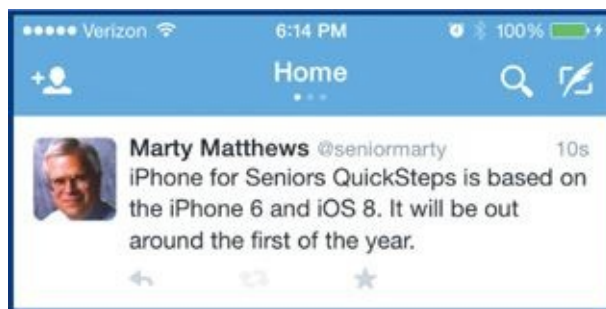 Verizon 6:14 PM 100%
Home
Marty Matthews @seniormarty 10s
iPhone for Seniors QuickSteps is based on
the iPhone 6 and iOS 8. It will be out
around the first of the year.